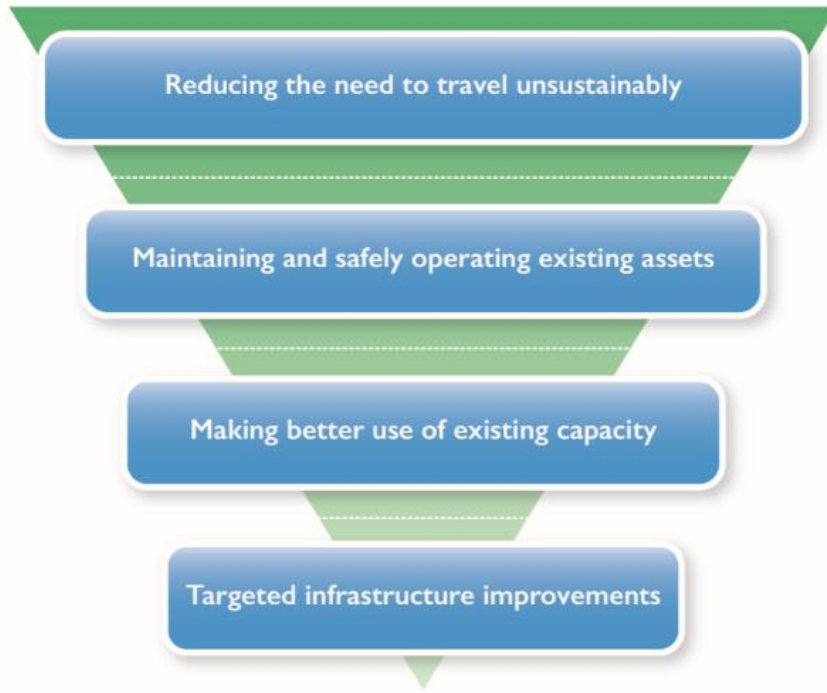 Reducing the need to travel unsustainably
Maintaining and safely operating existing assets
Making better use of existing capacity
Targeted infrastructure improvements